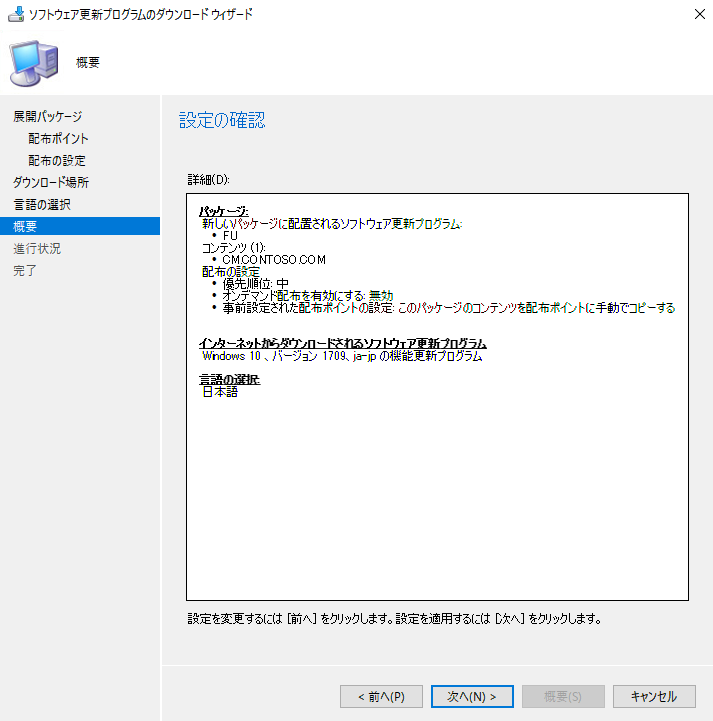 ソフトウェア更新プログラムのダウンロード ウィザード
概要
展開パッケージ
配布ポイント
配布の設定
ダウンロード場所
言語の選択
概要
進行状況
完了
設定の確認
詳細(D):
パッケージ:
新しいパッケージに配置されるソフトウェア更新プログラム:
• FU
コンテンツ (1):
• CM.CONTOSO.COM
配布の設定
• 優先順位: 中
• オンデマンド配布を有効にする: 無効
• 事前設定された配布ポイントの設定: このパッケージのコンテンツを配布ポイントに手動でコピーする
インターネットからダウンロードされるソフトウェア更新プログラム
Windows 10 、バージョン 1709、ja-jp の機能更新プログラム
言語の選択:
日本語
設定を変更するには [前へ] をクリックします。設定を適用するには [次へ] をクリックします。
< 前へ(P)
次へ(N) >
概要(S)
キャンセル